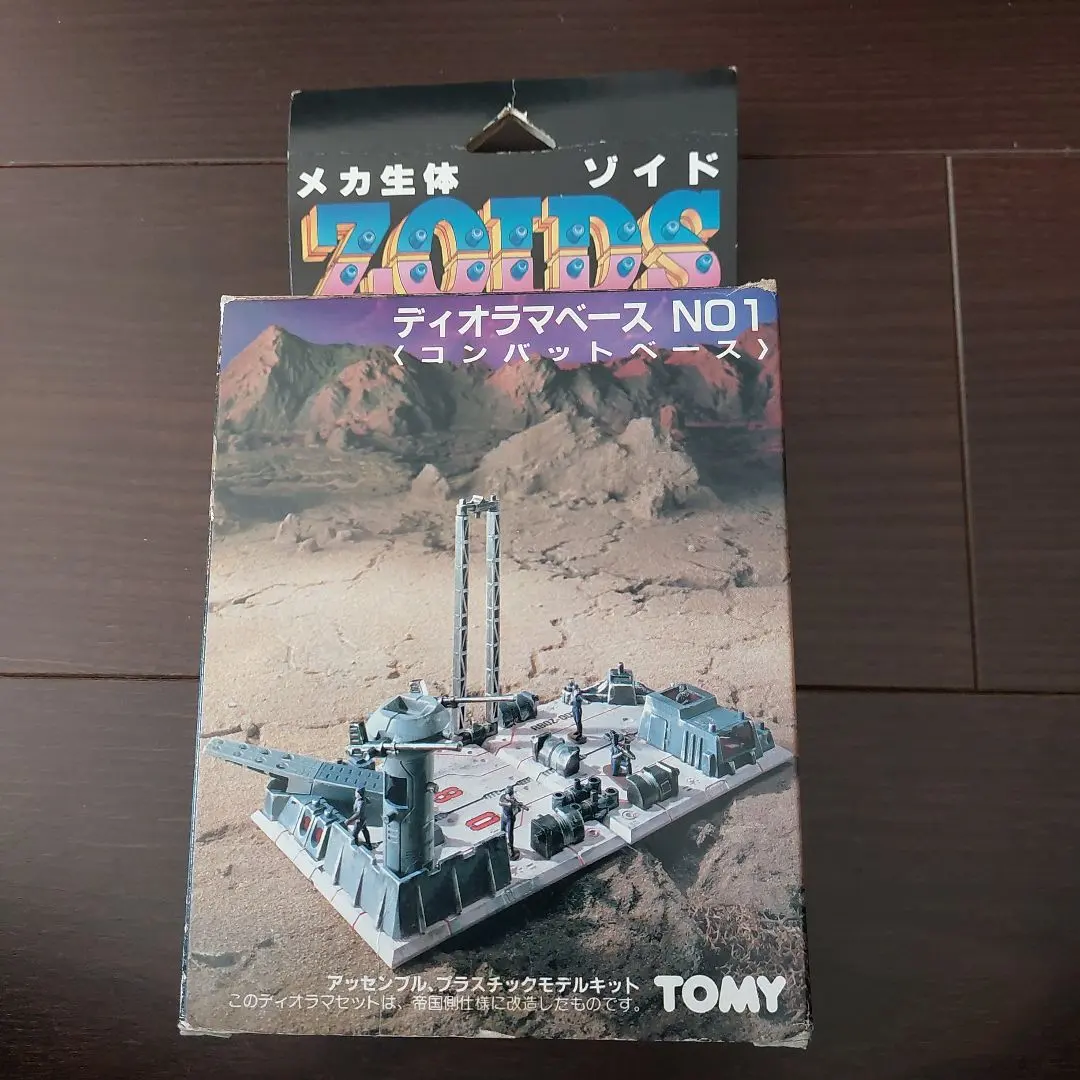 メカ生体 ゾイド
ZOIDS
ディオラマベース NO1
〈コンバットベース〉
8
0
アッセンブル、プラスチックモデルキット
このディオラマセットは、帝国側仕様に改造したものです。
TOMY